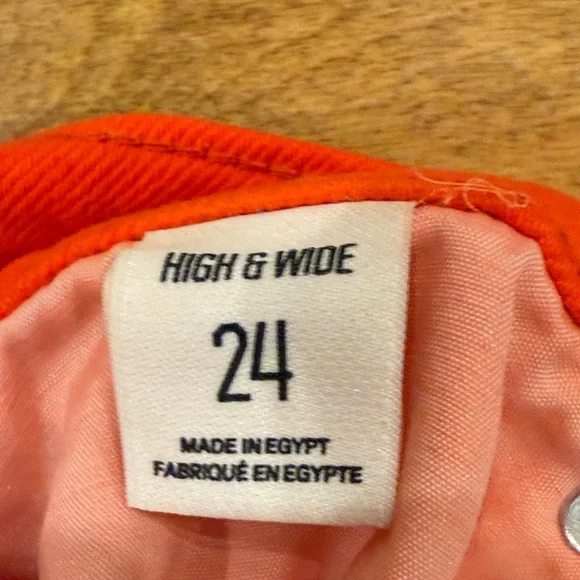 HIGH & WIDE
24
MADE IN EGYPT
FABRIQUÉ EN EGYPTE